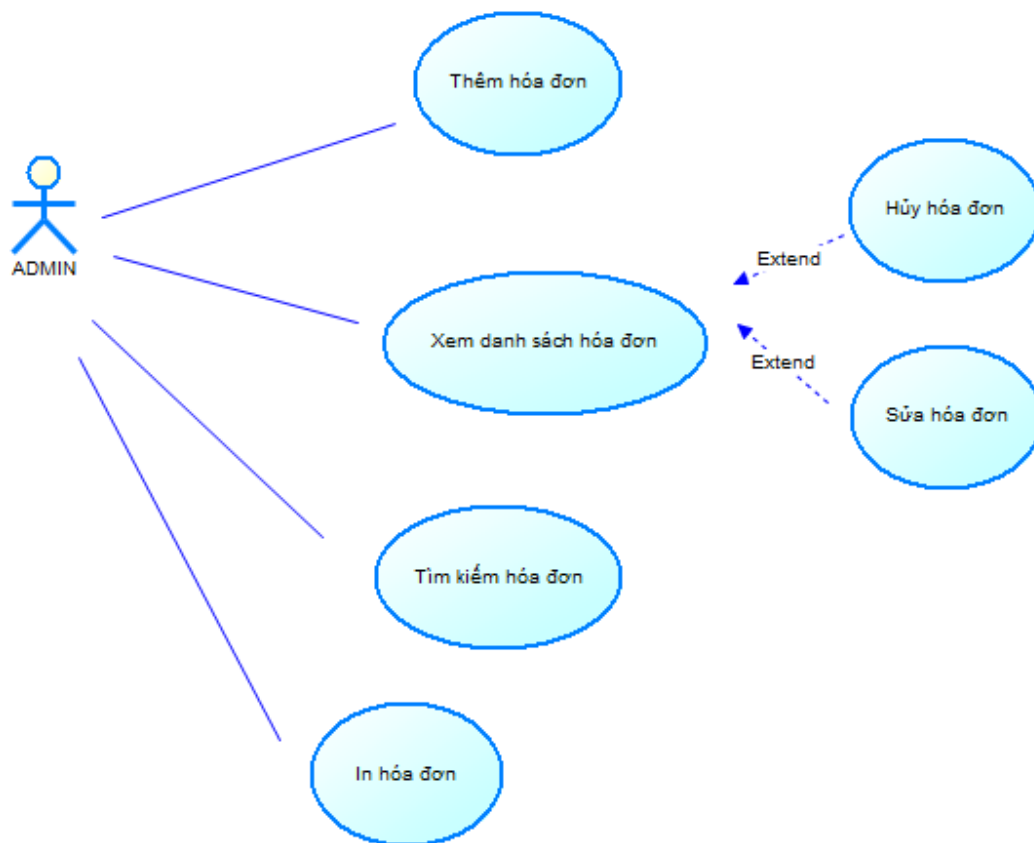 Thêm hóa đơn
ADMIN
Hủy hóa đơn
Extend
Xem danh sách hóa đơn
Extend
Sửa hóa đơn
Tìm kiếm hóa đơn
In hóa đơn